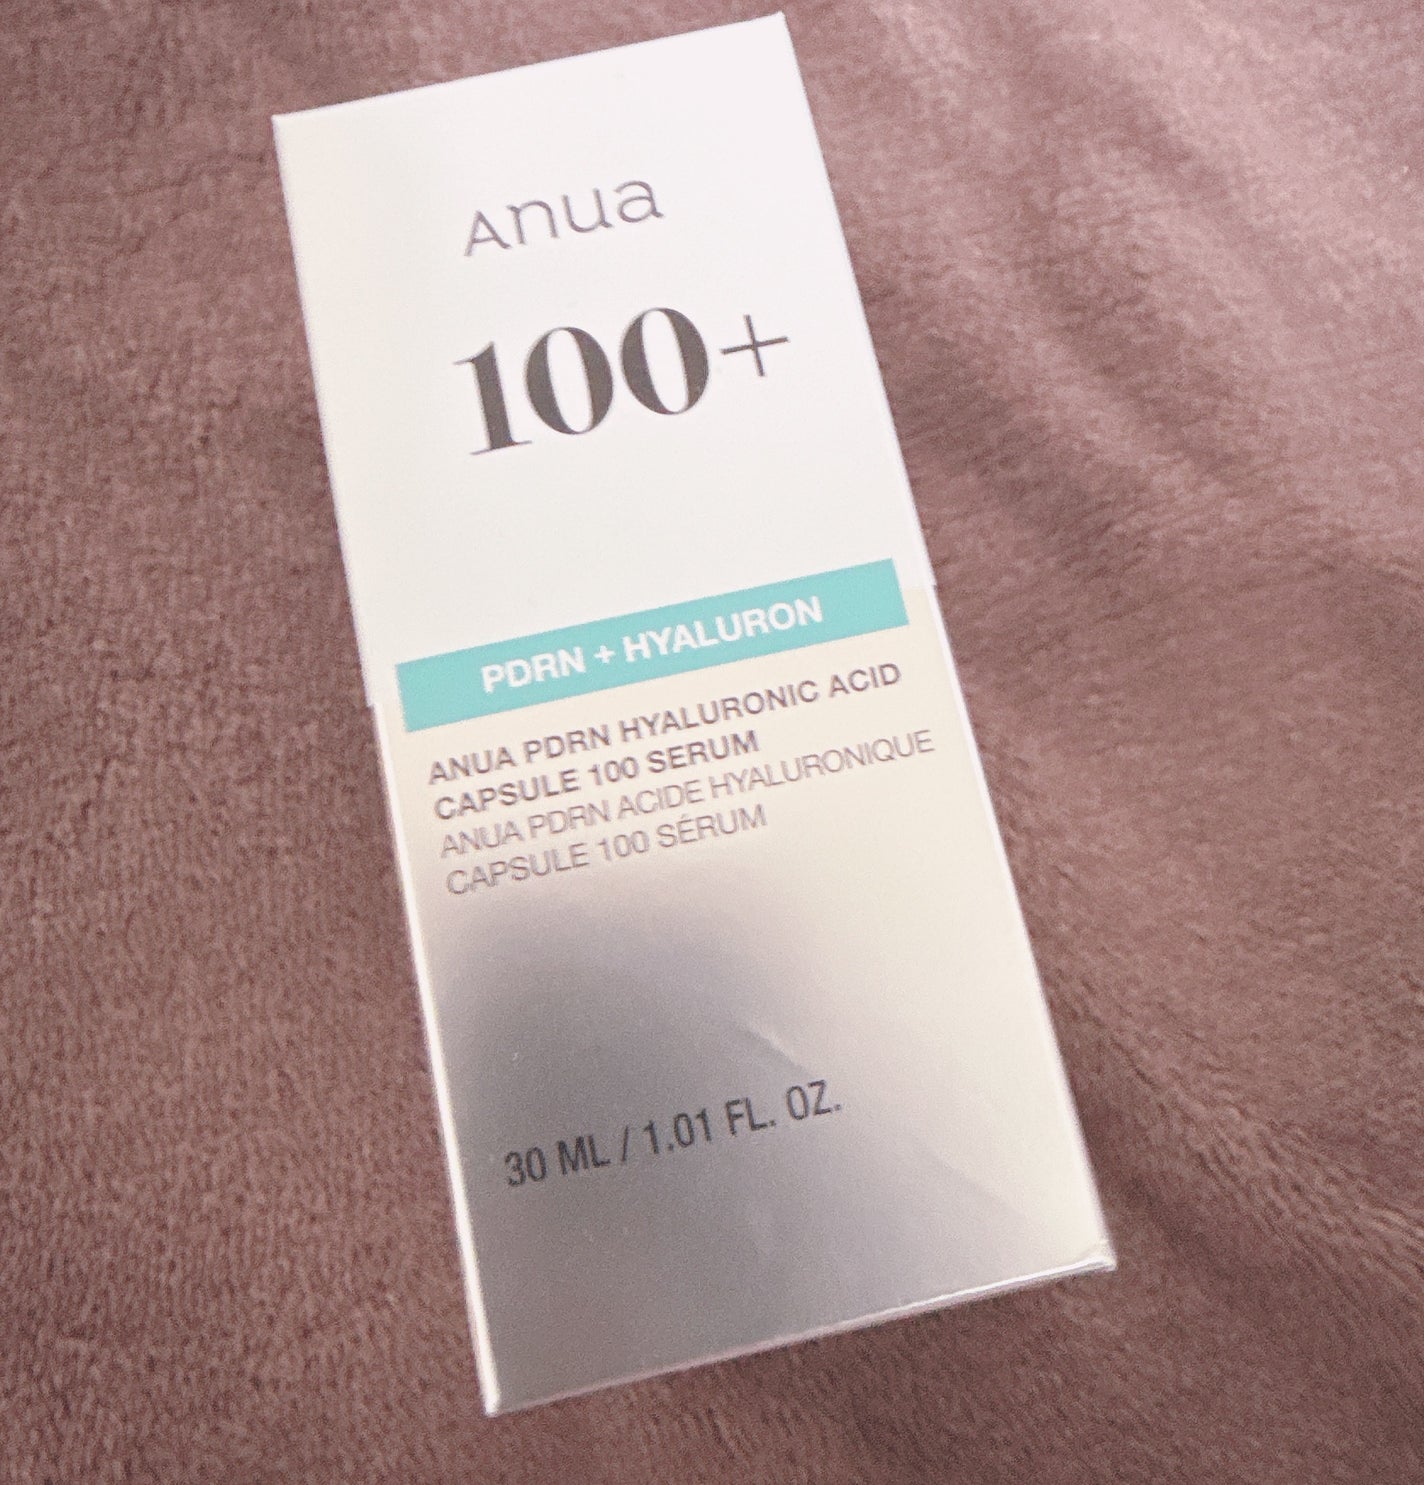 Anua
100+
PDRN + HYALURON
ANUA PDRN HYALURONIC ACID
CAPSULE 100 SERUM
ANUA PDRN ACIDE HYALURONIQUE
CAPSULE 100 SÉRUM
30 ML / 1.01 FL. OZ.